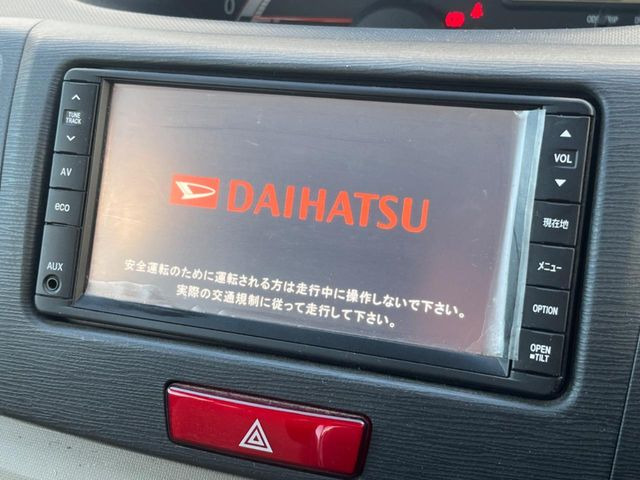 TUNE
TRACK
AV
eco
AUX
DAIHATSU
安全運転のために運転される方は走行中に操作しないで下さい。
実際の交通規制に従って走行して下さい。
VOL
現在地
メニュー
OPTION
OPEN
TILT